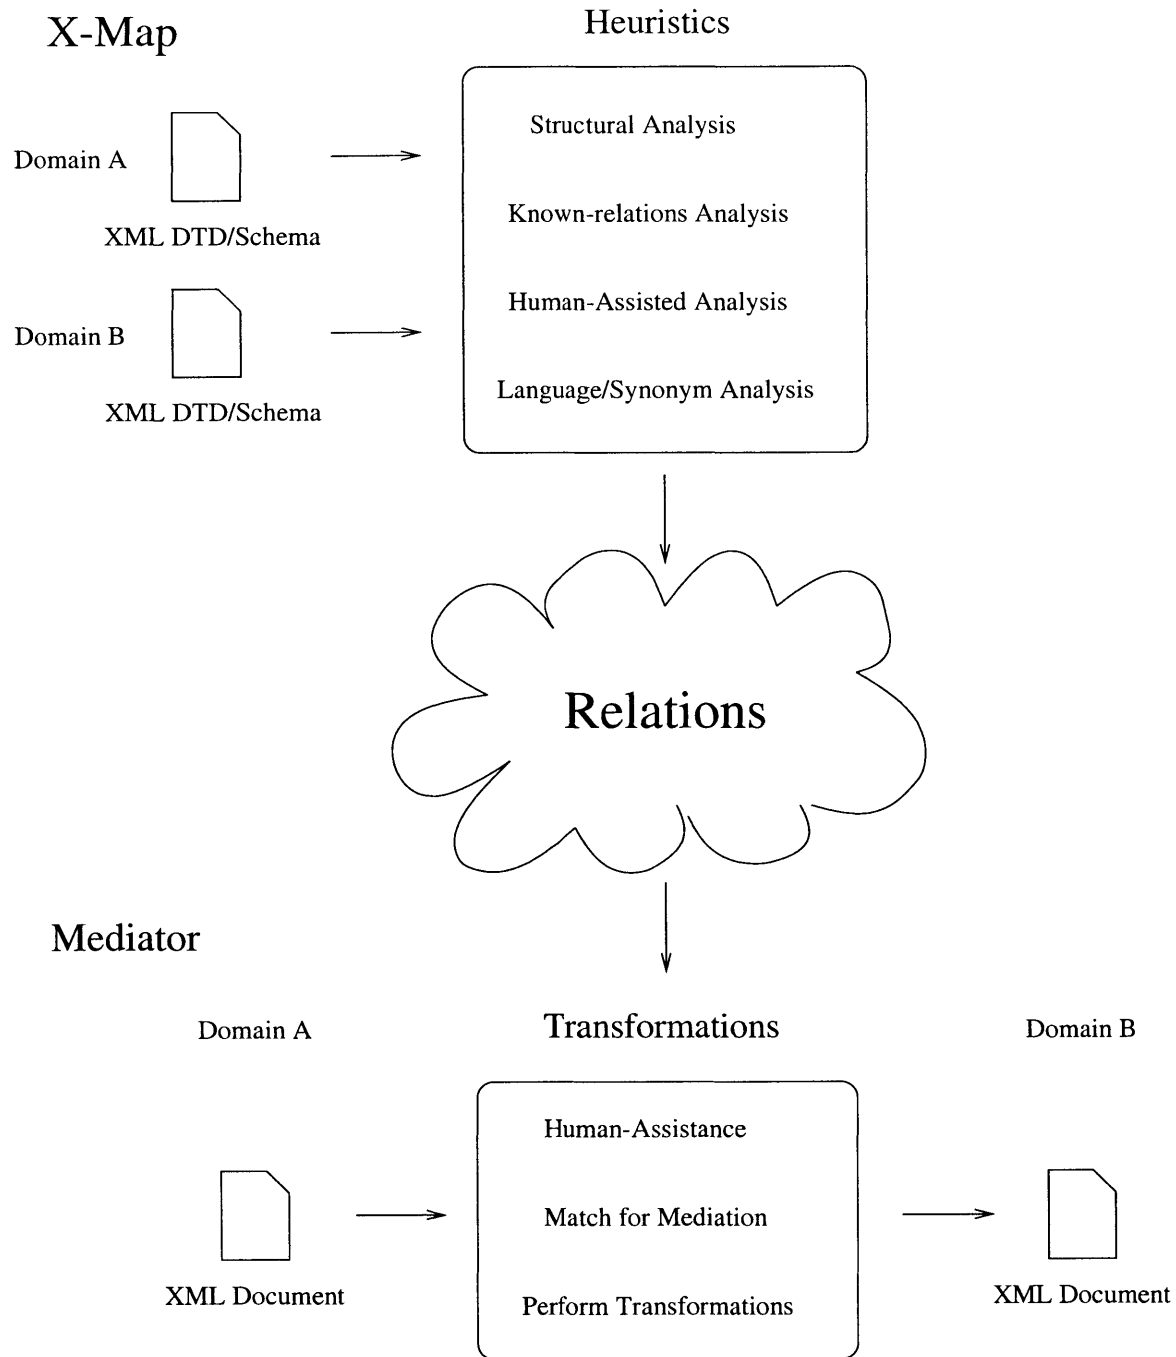 X-Map
Heuristics
Structural Analysis
Domain A
XML DTD/Schema
Known-relations Analysis
Human-Assisted Analysis
Domain B
XML DTD/Schema
Language/Synonym Analysis
Relations
Mediator
Domain A
Transformations
Domain B
Human-Assistance
Match for Mediation
XML Document
Perform Transformations
XML Document